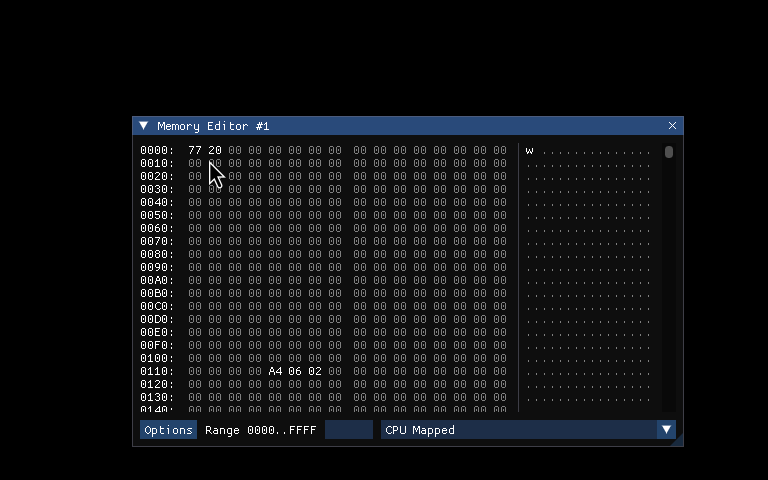 ▼ Memory Editor #1 ×
0000: 77 20 00 00 00 00 00 00 00 00 00 00 00 00 00 00 w ..............
0010: 00 00 00 00 00 00 00 00 00 00 00 00 00 00 00 00 ................
0020: 00 00 00 00 00 00 00 00 00 00 00 00 00 00 00 00 ................
0030: 00 00 00 00 00 00 00 00 00 00 00 00 00 00 00 00 ................
0040: 00 00 00 00 00 00 00 00 00 00 00 00 00 00 00 00 ................
0050: 00 00 00 00 00 00 00 00 00 00 00 00 00 00 00 00 ................
0060: 00 00 00 00 00 00 00 00 00 00 00 00 00 00 00 00 ................
0070: 00 00 00 00 00 00 00 00 00 00 00 00 00 00 00 00 ................
0080: 00 00 00 00 00 00 00 00 00 00 00 00 00 00 00 00 ................
0090: 00 00 00 00 00 00 00 00 00 00 00 00 00 00 00 00 ................
00A0: 00 00 00 00 00 00 00 00 00 00 00 00 00 00 00 00 ................
00B0: 00 00 00 00 00 00 00 00 00 00 00 00 00 00 00 00 ................
00C0: 00 00 00 00 00 00 00 00 00 00 00 00 00 00 00 00 ................
00D0: 00 00 00 00 00 00 00 00 00 00 00 00 00 00 00 00 ................
00E0: 00 00 00 00 00 00 00 00 00 00 00 00 00 00 00 00 ................
00F0: 00 00 00 00 00 00 00 00 00 00 00 00 00 00 00 00 ................
0100: 00 00 00 00 00 00 00 00 00 00 00 00 00 00 00 00 ................
0110: 00 00 00 00 A4 06 02 00 00 00 00 00 00 00 00 00 ................
0120: 00 00 00 00 00 00 00 00 00 00 00 00 00 00 00 00 ................
0130: 00 00 00 00 00 00 00 00 00 00 00 00 00 00 00 00 ................
0140: 00 00 00 00 00 00 00 00 00 00 00 00 00 00 00 00
Options Range 0000..FFFF CPU Mapped ▼